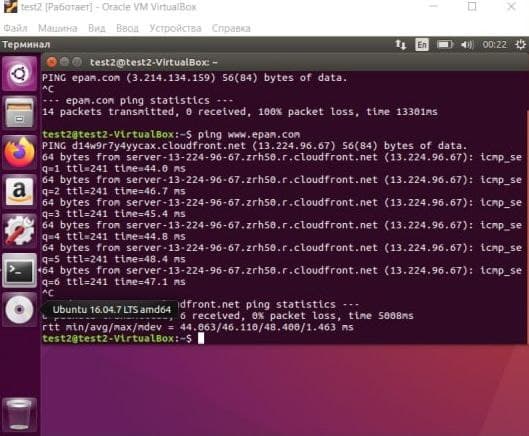 test2 [Работает] - Oracle VM VirtualBox
Файл Машина Вид Ввод Устройства Справка
Терминал En 00:22
test2@test2-VirtualBox: ~
PING epam.com (3.214.134.159) 56(84) bytes of data.
^C
--- epam.com ping statistics ---
14 packets transmitted, 0 received, 100% packet loss, time 13301ms
test2@test2-VirtualBox:~$ ping www.epam.com
PING d14w9r7y4yycax.cloudfront.net (13.224.96.67) 56(84) bytes of data.
64 bytes from server-13-224-96-67.zrh50.r.cloudfront.net (13.224.96.67): icmp_se
q=1 ttl=241 time=44.0 ms
64 bytes from server-13-224-96-67.zrh50.r.cloudfront.net (13.224.96.67): icmp_se
q=2 ttl=241 time=46.7 ms
64 bytes from server-13-224-96-67.zrh50.r.cloudfront.net (13.224.96.67): icmp_se
q=3 ttl=241 time=45.4 ms
64 bytes from server-13-224-96-67.zrh50.r.cloudfront.net (13.224.96.67): icmp_se
q=4 ttl=241 time=44.8 ms
64 bytes from server-13-224-96-67.zrh50.r.cloudfront.net (13.224.96.67): icmp_se
q=5 ttl=241 time=48.4 ms
64 bytes from server-13-224-96-67.zrh50.r.cloudfront.net (13.224.96.67): icmp_se
q=6 ttl=241 time=47.1 ms
^C
dfront.net ping statistics ---
Ubuntu 16.04.7 LTS amd64
6 received, 0% packet loss, time 5008ms
rtt min/avg/max/mdev = 44.063/46.110/48.400/1.463 ms
test2@test2-VirtualBox:~$